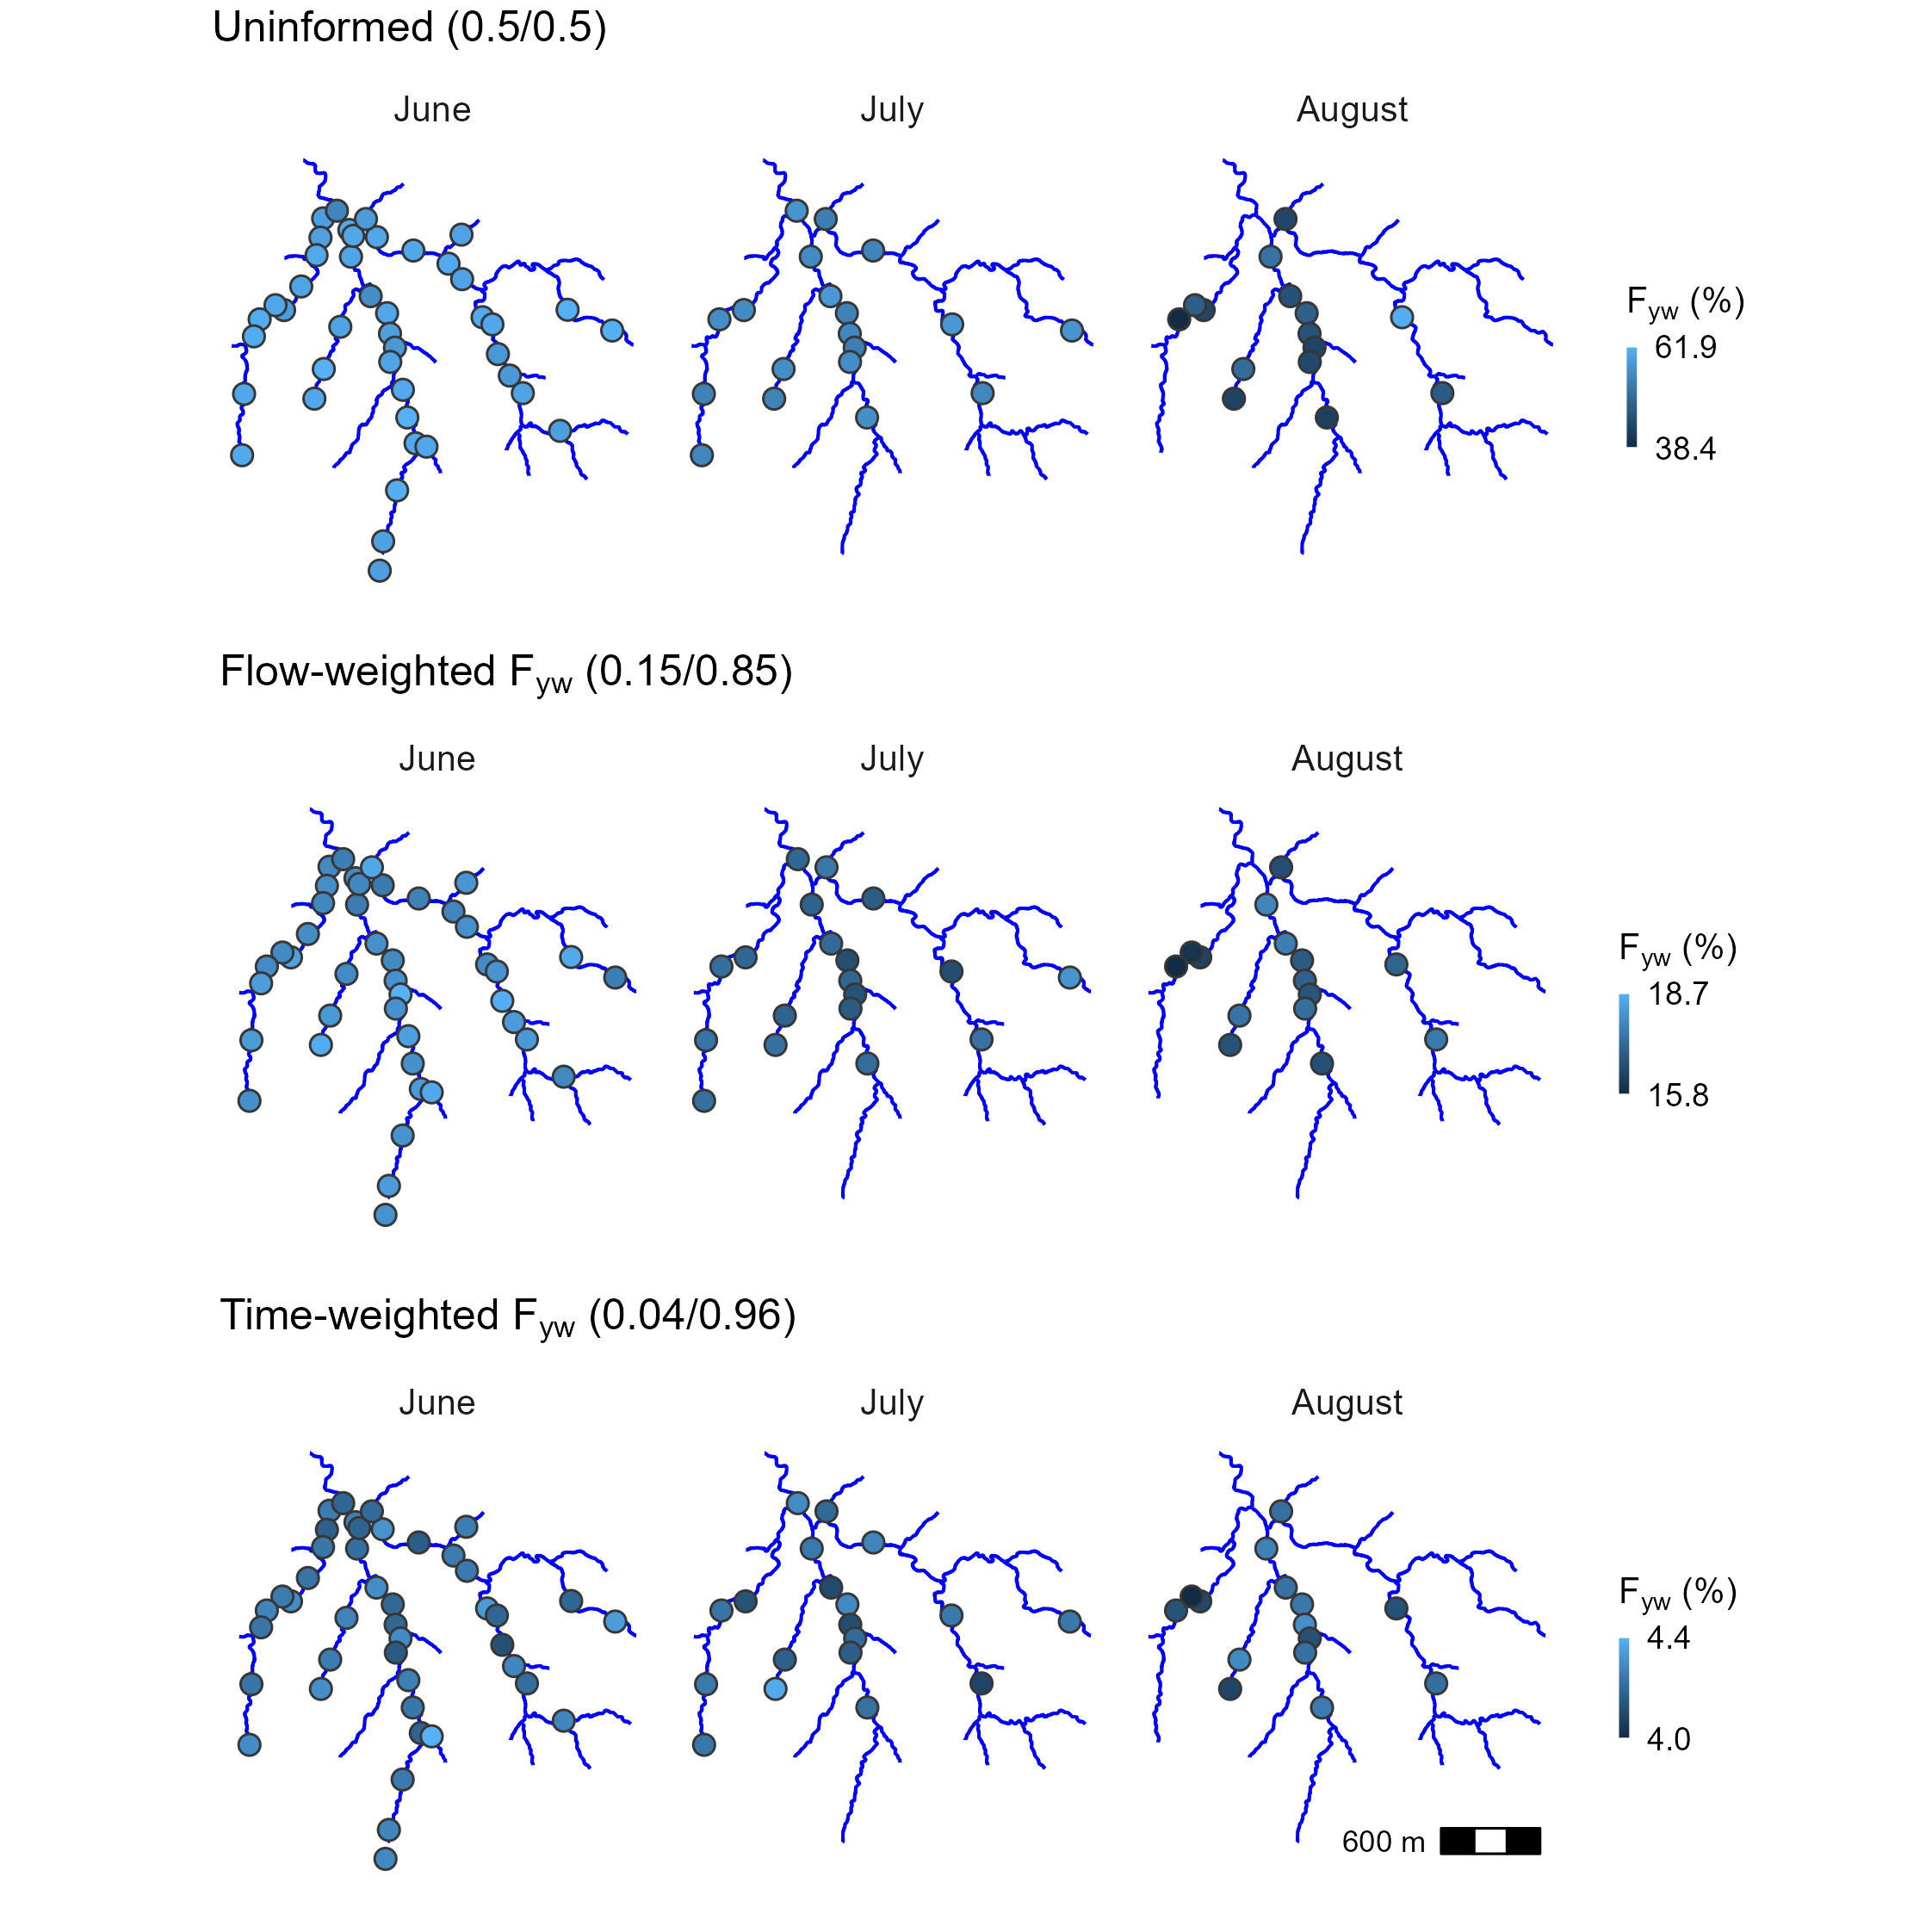 Uninformed (0.5/0.5)
June July August
Fyw (%)
61.9
38.4
Flow-weighted Fyw (0.15/0.85)
June July August
Fyw (%)
18.7
15.8
Time-weighted Fyw (0.04/0.96)
June July August
Fyw (%)
4.4
4.0
600 m